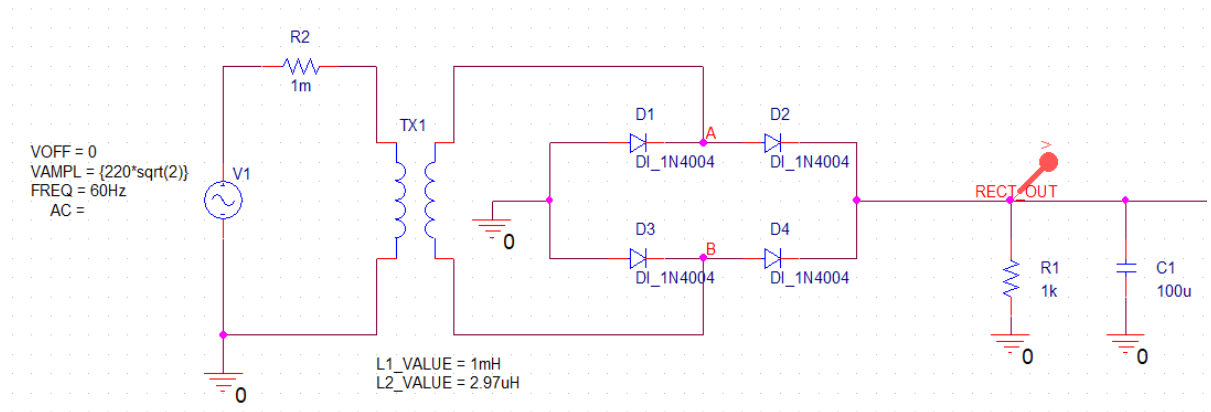 R2
1m
VOFF = 0
VAMPL = {220*sqrt(2)}
FREQ = 60Hz
AC =
V1
0
TX1
L1_VALUE = 1mH
L2_VALUE = 2.97uH
0
D1
DI_1N4004
A
D2
DI_1N4004
D3
DI_1N4004
B
D4
DI_1N4004
V
RECT_OUT
R1
1k
0
C1
100u
0